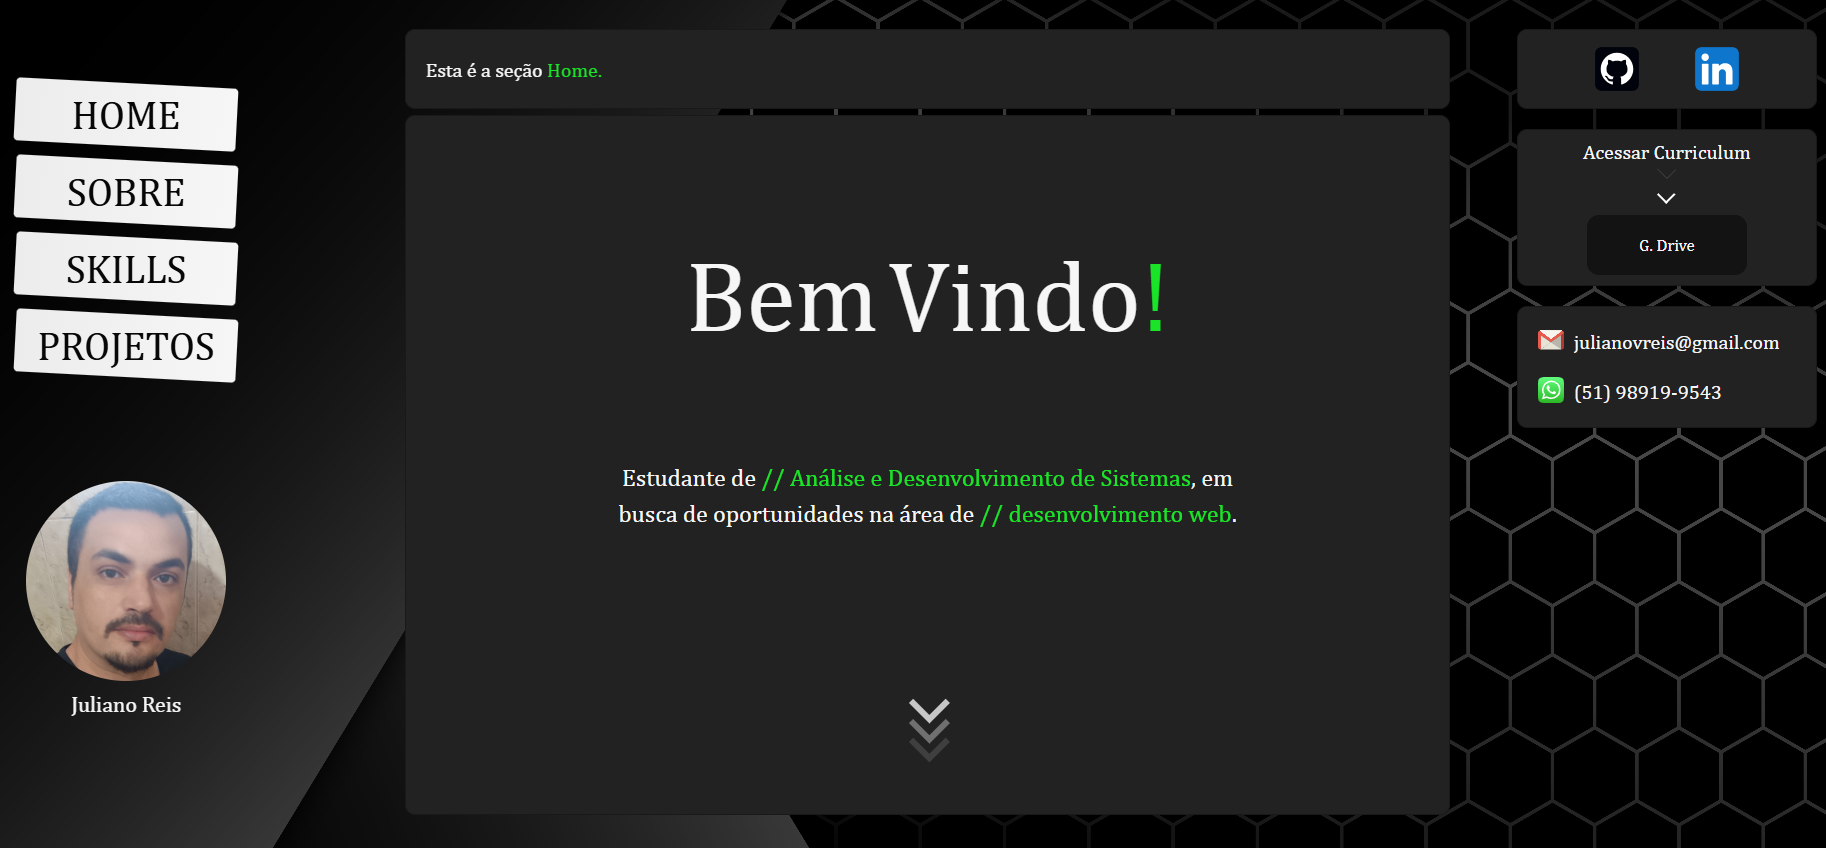 HOME
SOBRE
SKILLS
PROJETOS
Juliano Reis
Esta é a seção Home.
Bem Vindo!
Estudante de // Análise e Desenvolvimento de Sistemas, em
busca de oportunidades na área de // desenvolvimento web.
in
Acessar Curriculum
G. Drive
julianovreis@gmail.com
(51) 98919-9543